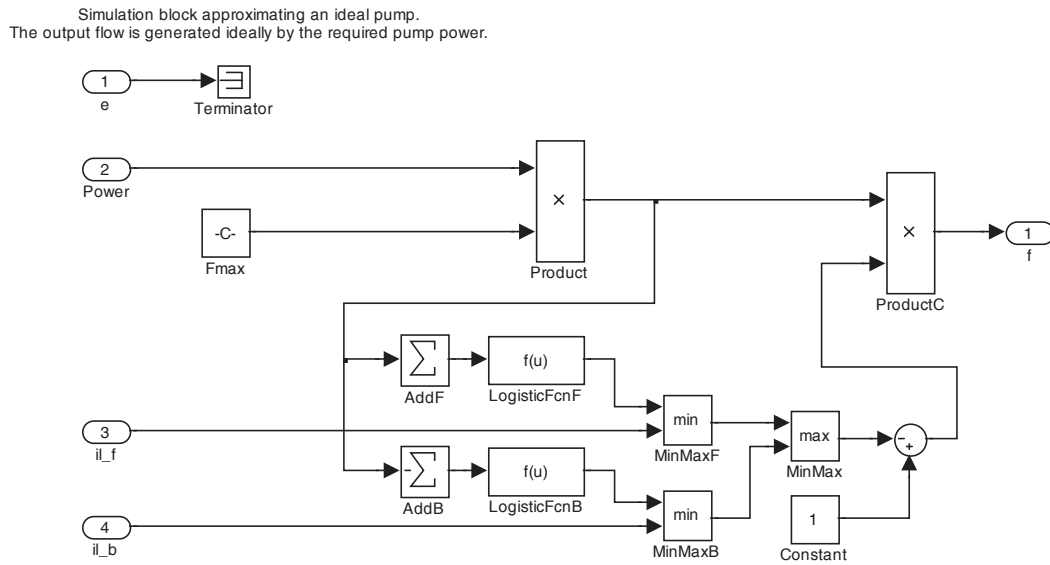 Simulation block approximating an ideal pump.
The output flow is generated ideally by the required pump power.
1
e
Terminator
2
Power
-C-
Fmax
×
Product
×
ProductC
1
f
AddF
f(u)
LogisticFcnF
3
il_f
min
MinMaxF
max
MinMax
-
+
-
AddB
f(u)
LogisticFcnB
4
il_b
min
MinMaxB
1
Constant